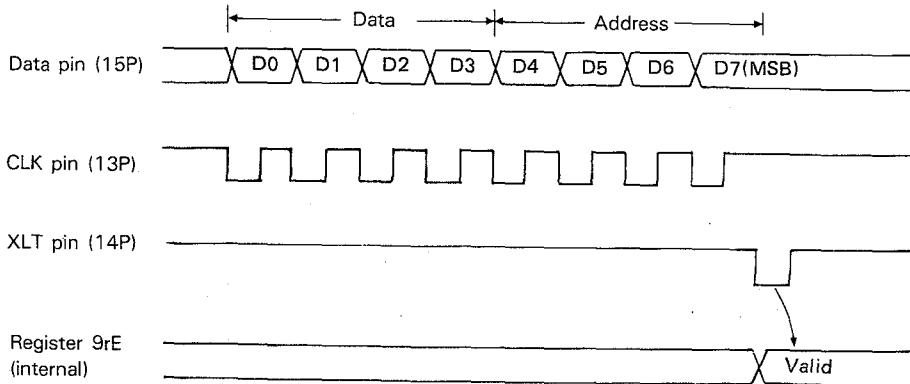 Data Address
Data pin (15P) D0 D1 D2 D3 D4 D5 D6 D7(MSB)
CLK pin (13P)
XLT pin (14P)
Register 9rE
(internal)
Valid